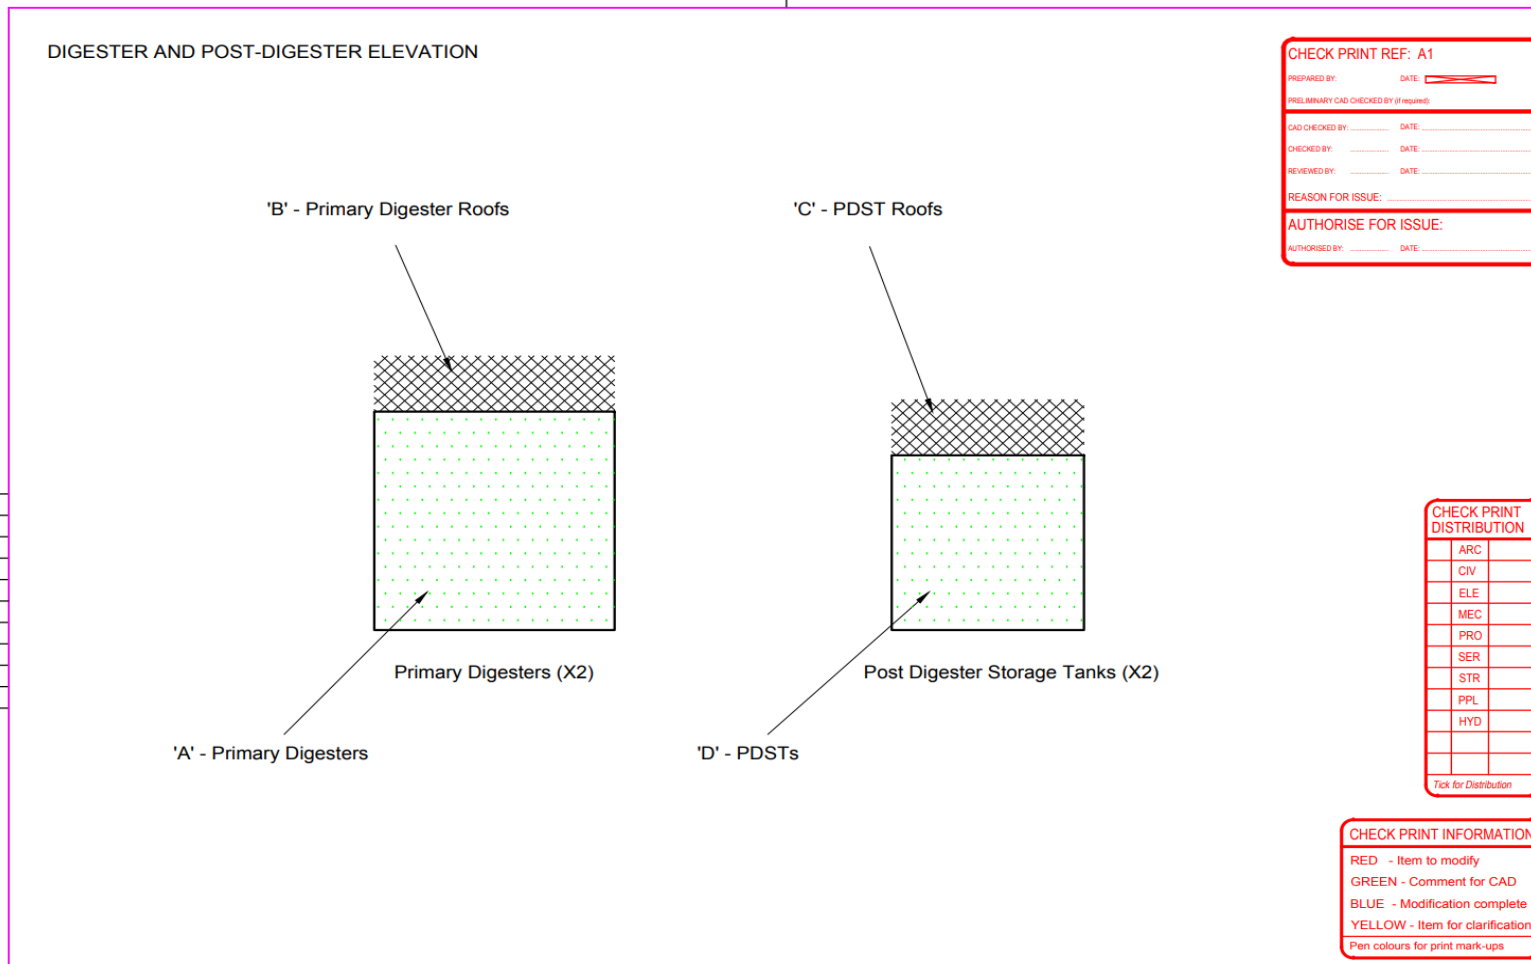 DIGESTER AND POST-DIGESTER ELEVATION
'B' - Primary Digester Roofs
'C' - PDST Roofs
Primary Digesters (X2)
Post Digester Storage Tanks (X2)
'A' - Primary Digesters
'D' - PDSTs
CHECK PRINT REF: A1
PREPARED BY: DATE:
PRELIMINARY CAD CHECKED BY (if required):
CAD CHECKED BY: DATE:
CHECKED BY: DATE:
REVIEWED BY: DATE:
REASON FOR ISSUE:
AUTHORISE FOR ISSUE:
AUTHORISED BY: DATE:
CHECK PRINT
DISTRIBUTION
ARC
CIV
ELE
MEC
PRO
SER
STR
PPL
HYD
Tick for Distribution
CHECK PRINT INFORMATION
RED - Item to modify
GREEN - Comment for CAD
BLUE - Modification complete
YELLOW - Item for clarification
Pen colours for print mark-ups